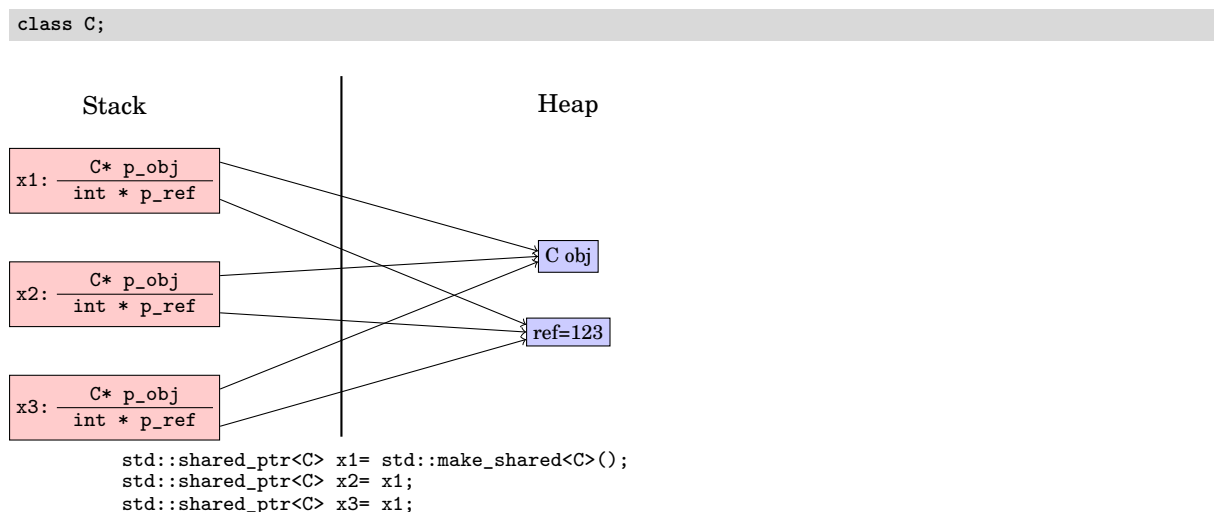 class C;
Stack
Heap
x1:
C* p_obj
int * p_ref
C obj
x2:
C* p_obj
int * p_ref
ref=123
x3:
C* p_obj
int * p_ref
std::shared_ptr<C> x1= std::make_shared<C>();
std::shared_ptr<C> x2= x1;
std::shared_ptr<C> x3= x1;